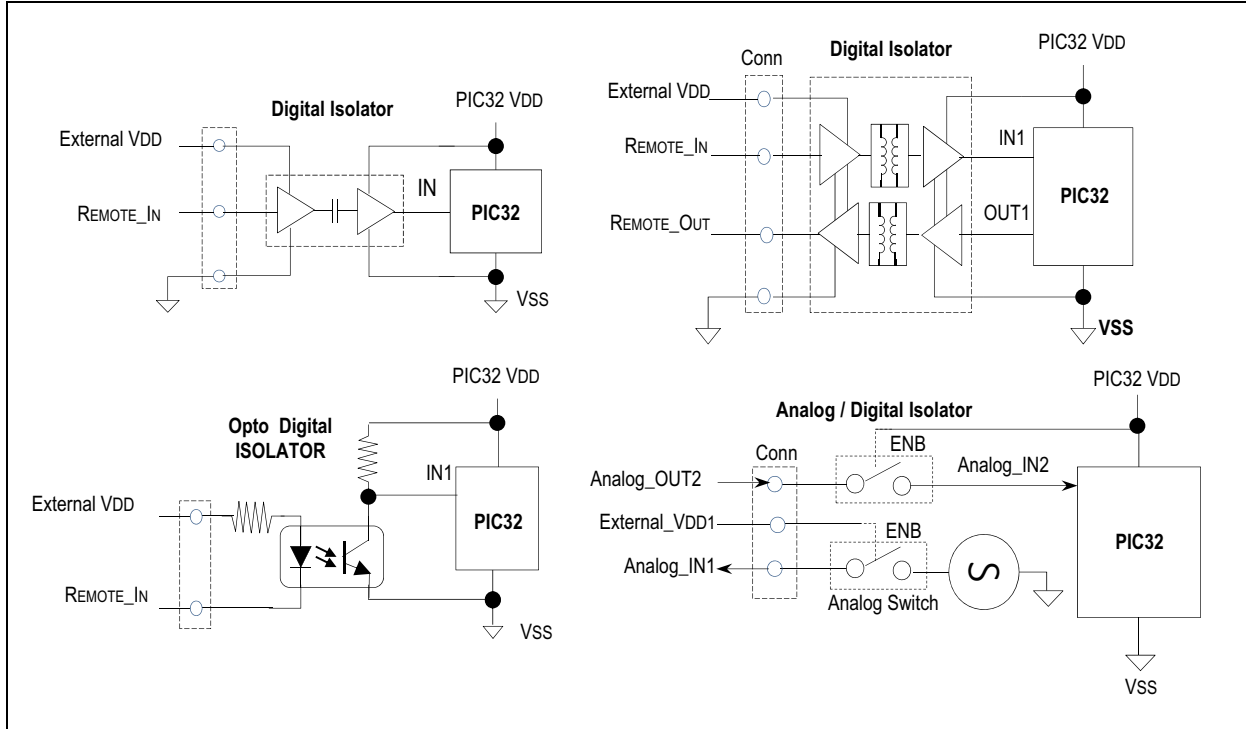 Digital Isolator
PIC32 VDD
External VDD
REMOTE_IN
IN
PIC32
VSS
Digital Isolator
PIC32 VDD
Conn
External VDD
REMOTE_IN
IN1
PIC32
REMOTE_OUT
OUT1
VSS
PIC32 VDD
Opto Digital
ISOLATOR
IN1
External VDD
PIC32
REMOTE_IN
VSS
PIC32 VDD
Analog / Digital Isolator
Conn
ENB
Analog_OUT2
Analog_IN2
External_VDD1
ENB
PIC32
Analog_IN1
Analog Switch
VSS